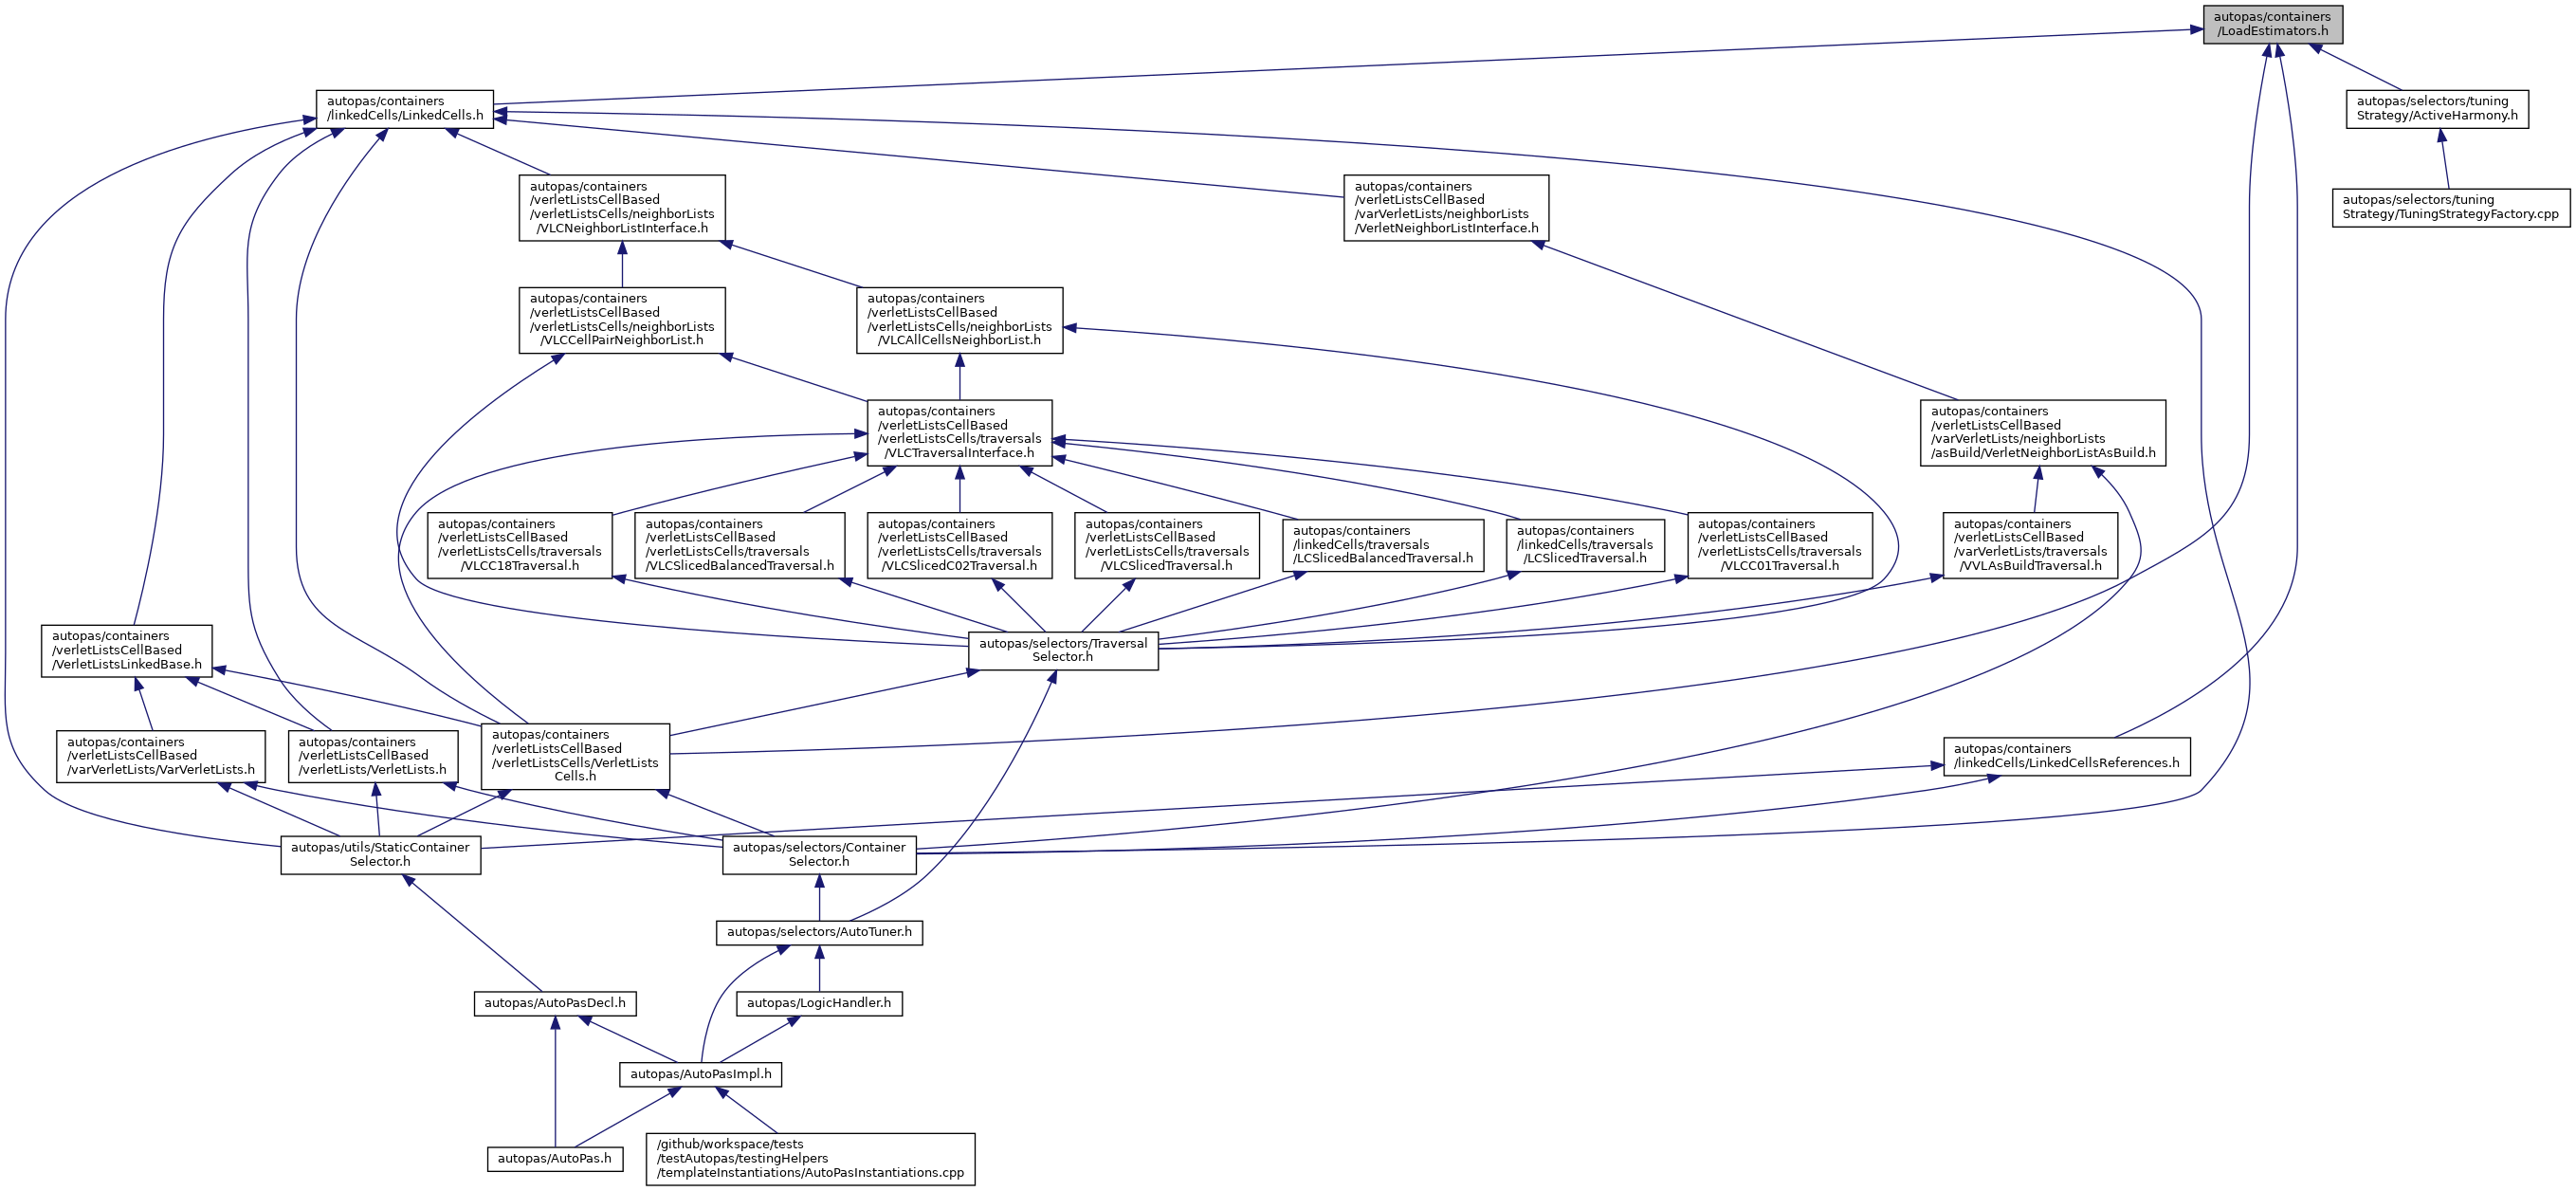 autopas/containers
/LoadEstimators.h
autopas/containers
/linkedCells/LinkedCells.h
autopas/selectors/tuning
Strategy/ActiveHarmony.h
autopas/containers
/verletListsCellBased
/verletListsCells/neighborLists
/VLCNeighborListInterface.h
autopas/containers
/verletListsCellBased
/varVerletLists/neighborLists
/VerletNeighborListInterface.h
autopas/selectors/tuning
Strategy/TuningStrategyFactory.cpp
autopas/containers
/verletListsCellBased
/verletListsCells/neighborLists
/VLCCellPairNeighborList.h
autopas/containers
/verletListsCellBased
/verletListsCells/neighborLists
/VLCAllCellsNeighborList.h
autopas/containers
/verletListsCellBased
/verletListsCells/traversals
/VLCTraversalInterface.h
autopas/containers
/verletListsCellBased
/varVerletLists/neighborLists
/asBuild/VerletNeighborListAsBuild.h
autopas/containers
/verletListsCellBased
/verletListsCells/traversals
/VLCC18Traversal.h
autopas/containers
/verletListsCellBased
/verletListsCells/traversals
/VLCSlicedBalancedTraversal.h
autopas/containers
/verletListsCellBased
/verletListsCells/traversals
/VLCSlicedC02Traversal.h
autopas/containers
/verletListsCellBased
/verletListsCells/traversals
/VLCSlicedTraversal.h
autopas/containers
/linkedCells/traversals
/LCSlicedBalancedTraversal.h
autopas/containers
/linkedCells/traversals
/LCSlicedTraversal.h
autopas/containers
/verletListsCellBased
/verletListsCells/traversals
/VLCC01Traversal.h
autopas/containers
/verletListsCellBased
/varVerletLists/traversals
/VVLAsBuildTraversal.h
autopas/containers
/verletListsCellBased
/VerletListsLinkedBase.h
autopas/selectors/Traversal
Selector.h
autopas/containers
/verletListsCellBased
/varVerletLists/VarVerletLists.h
autopas/containers
/verletListsCellBased
/verletLists/VerletLists.h
autopas/containers
/verletListsCellBased
/verletListsCells/VerletLists
Cells.h
autopas/containers
/linkedCells/LinkedCellsReferences.h
autopas/utils/StaticContainer
Selector.h
autopas/selectors/Container
Selector.h
autopas/selectors/AutoTuner.h
autopas/AutoPasDecl.h
autopas/LogicHandler.h
autopas/AutoPasImpl.h
autopas/AutoPas.h
/github/workspace/tests
/testAutopas/testingHelpers
/templateInstantiations/AutoPasInstantiations.cpp